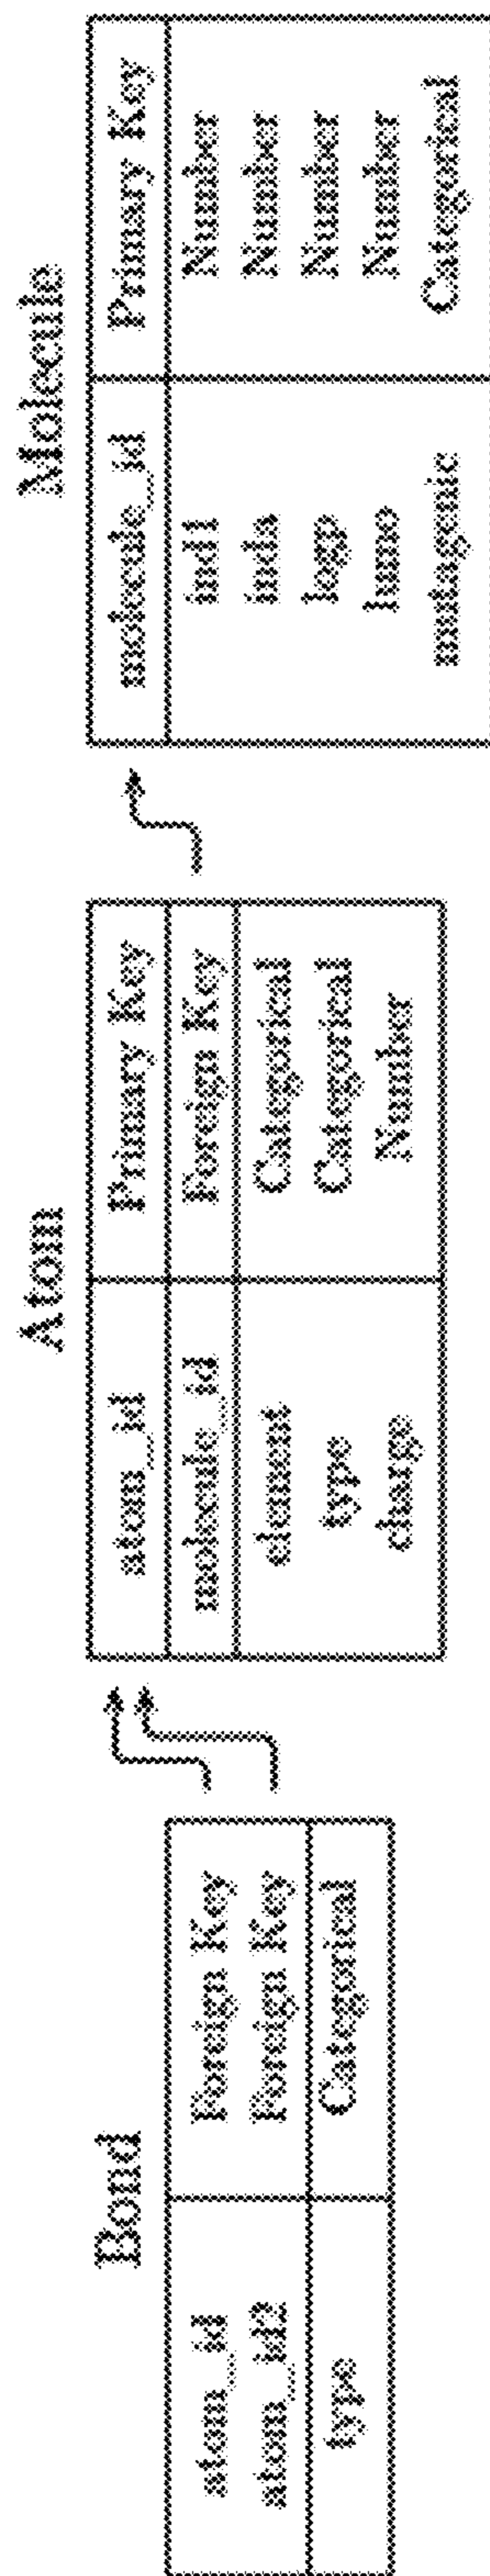 Bond
atom_id Foreign Key
atom_id2 Foreign Key
type Categorical
Atom
atom_id Primary Key
molecule_id Foreign Key
element Categorical
type Categorical
charge Number
Molecule
molecule_id Primary Key
ind1 Number
inda Number
logp Number
lumo Number
mutagenic Categorical